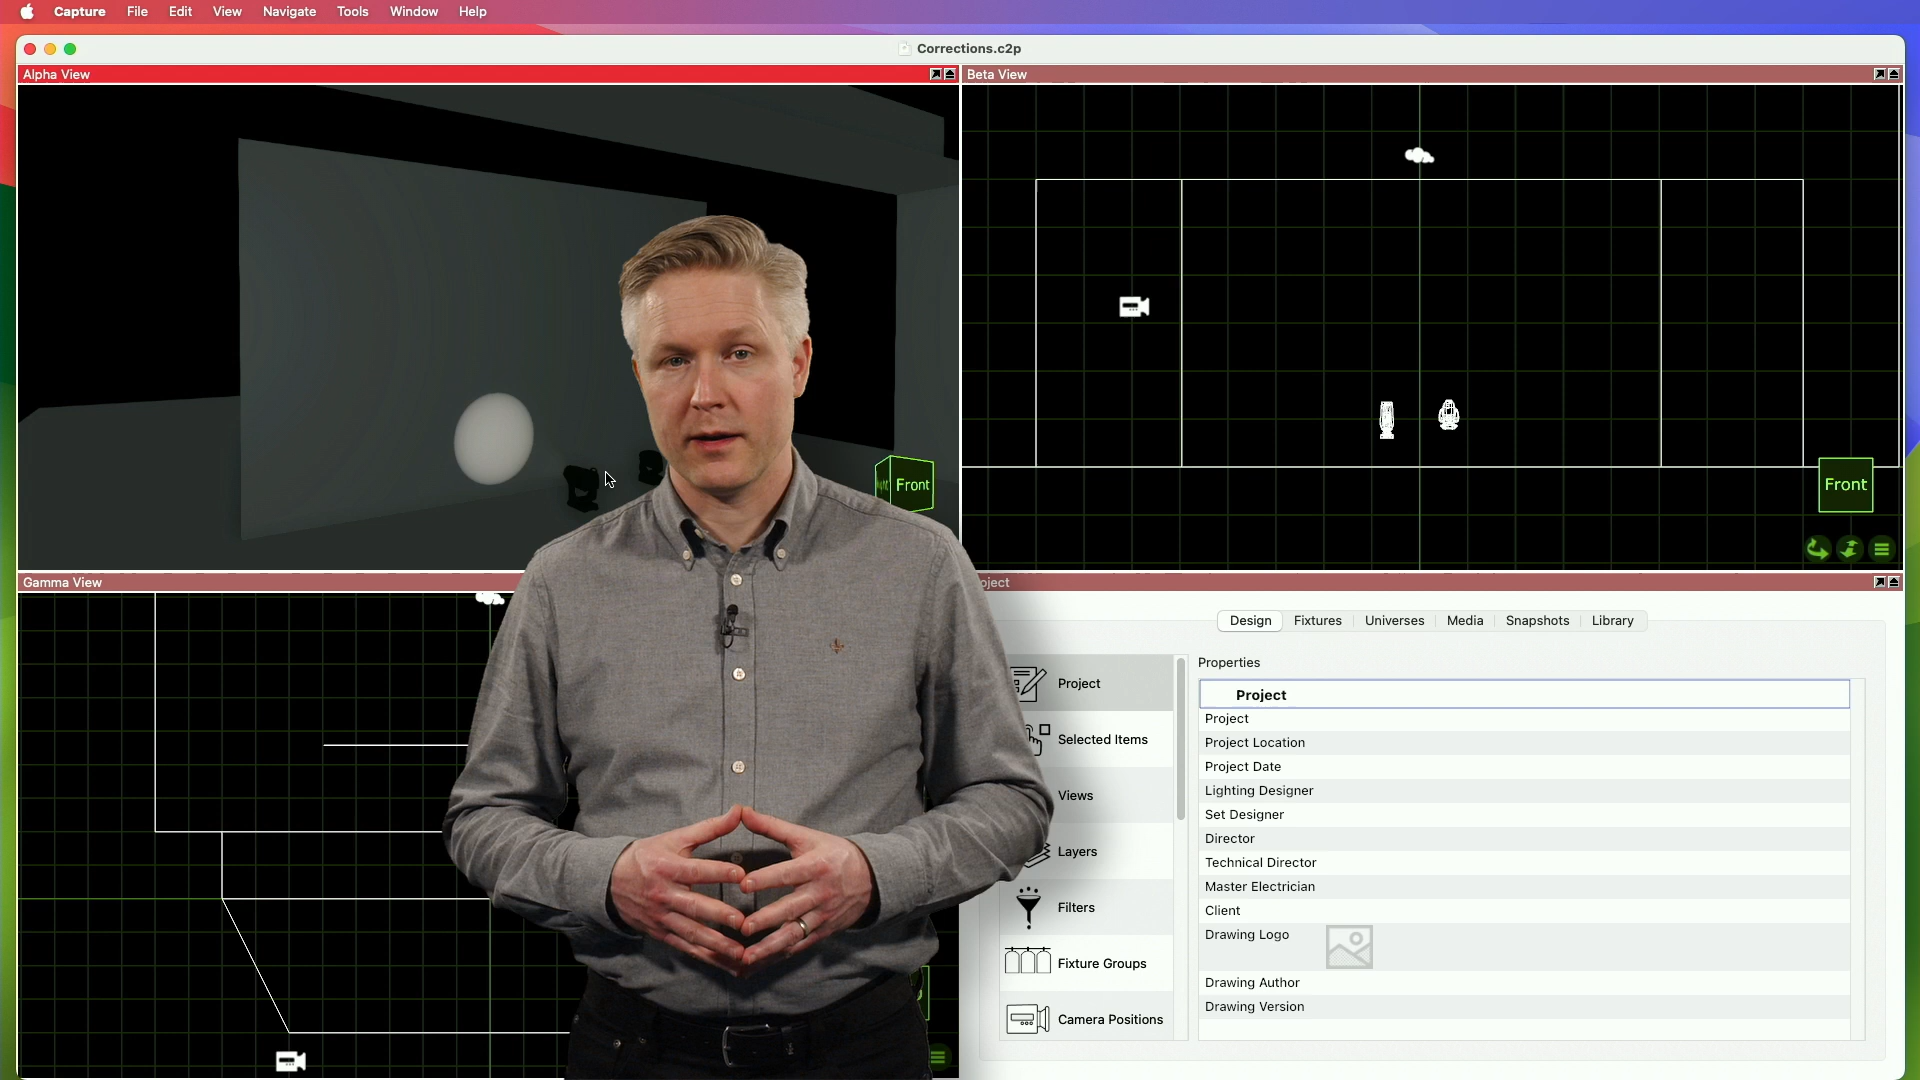 Capture File Edit View Navigate Tools Window Help
Corrections.c2p
Alpha View
Beta View
Front
Front
Gamma View
Design Fixtures Universes Media Snapshots Library
Project
Selected Items
Views
Layers
Filters
Fixture Groups
Camera Positions
Properties
Project
Project
Project Location
Project Date
Lighting Designer
Set Designer
Director
Technical Director
Master Electrician
Client
Drawing Logo
Drawing Author
Drawing Version